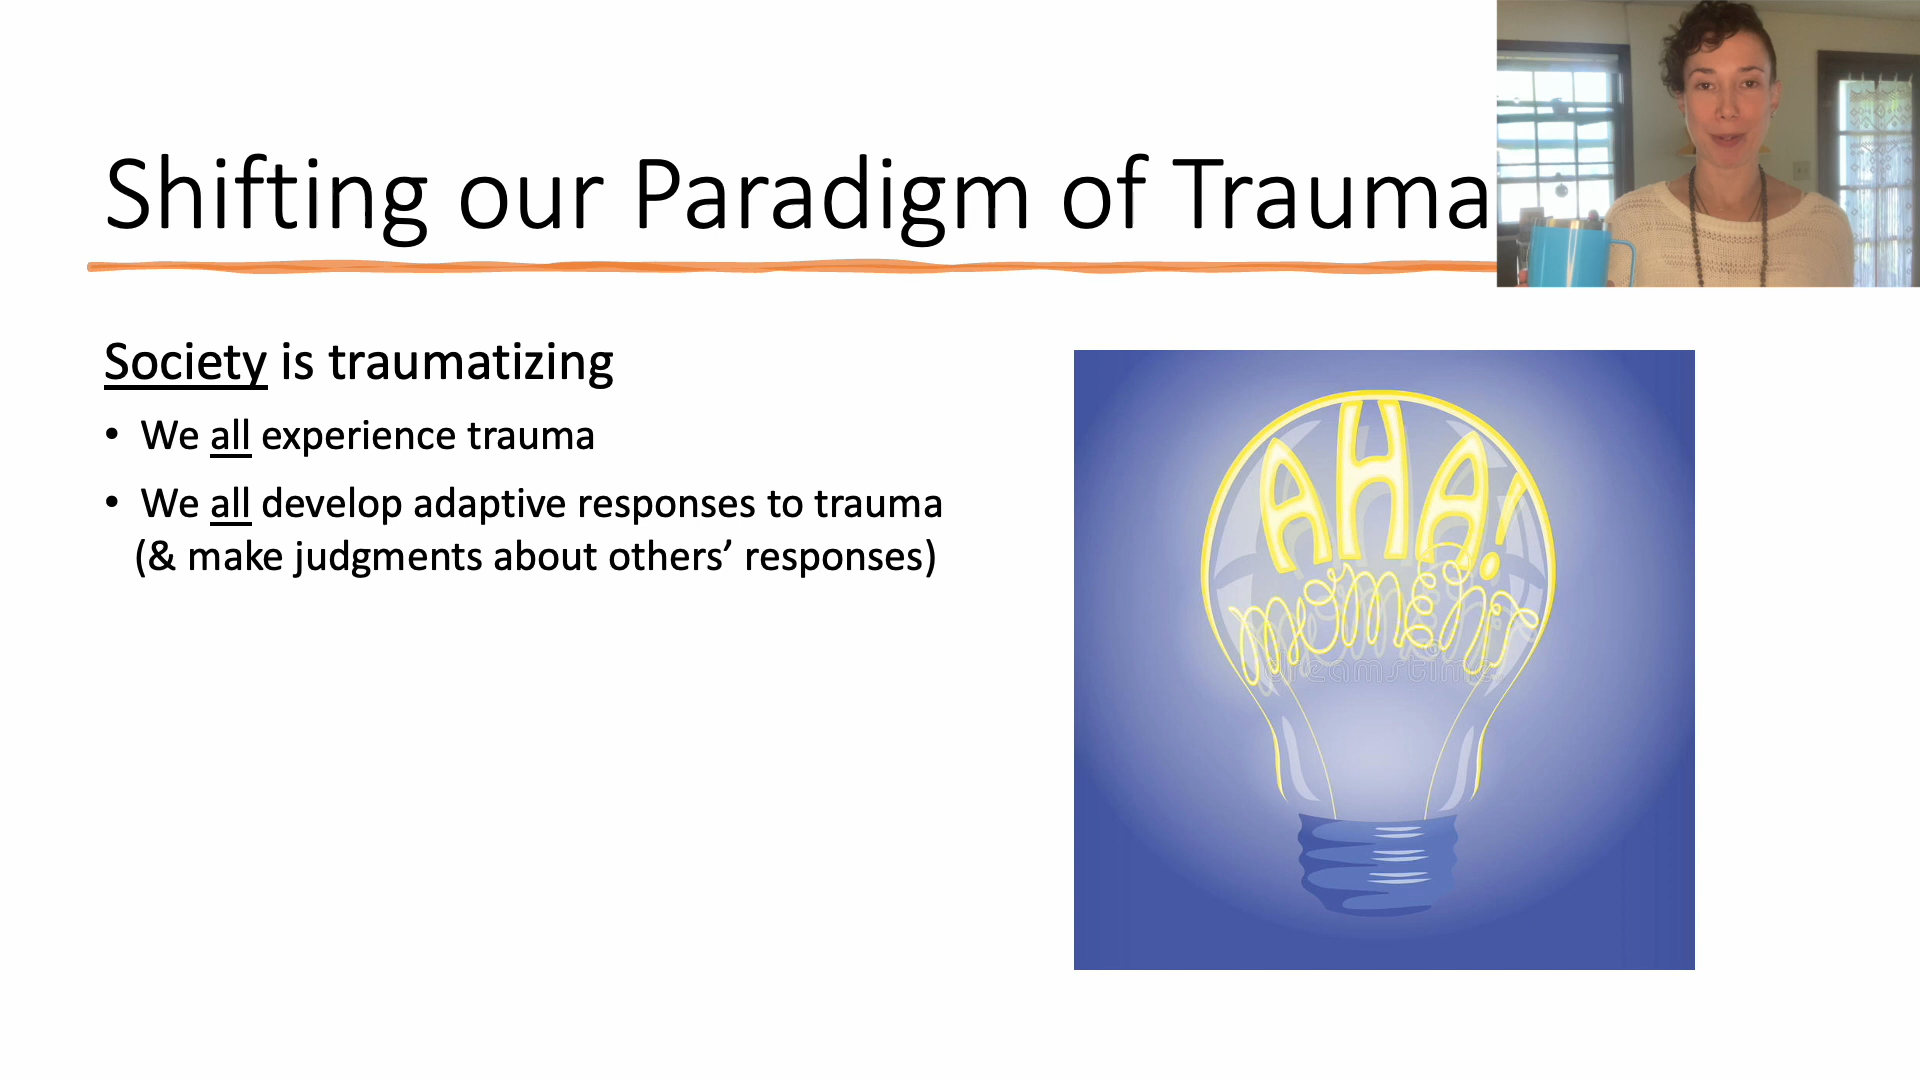 Shifting our Paradigm of Trauma
Society is traumatizing
• We all experience trauma
• We all develop adaptive responses to trauma
(& make judgments about others’ responses)
AHA!
MOMENT
dreamstime